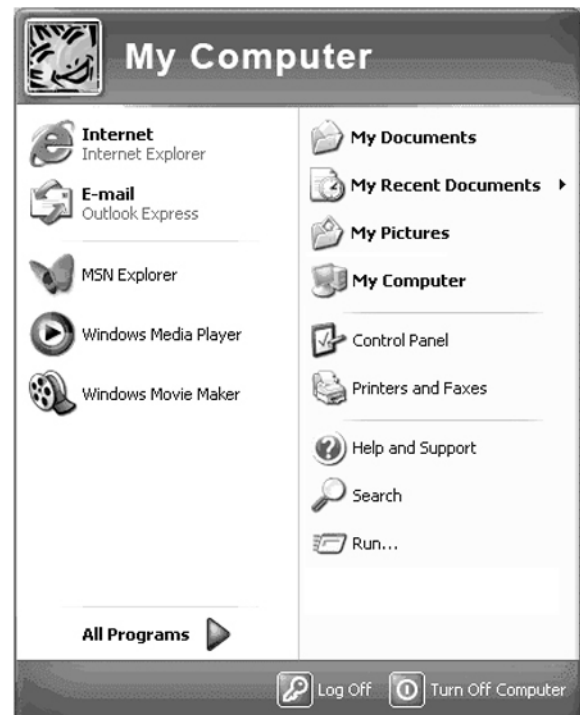 My Computer
Internet
Internet Explorer
E-mail
Outlook Express
MSN Explorer
Windows Media Player
Windows Movie Maker
All Programs
My Documents
My Recent Documents
My Pictures
My Computer
Control Panel
Printers and Faxes
Help and Support
Search
Run...
Log Off
Turn Off Computer